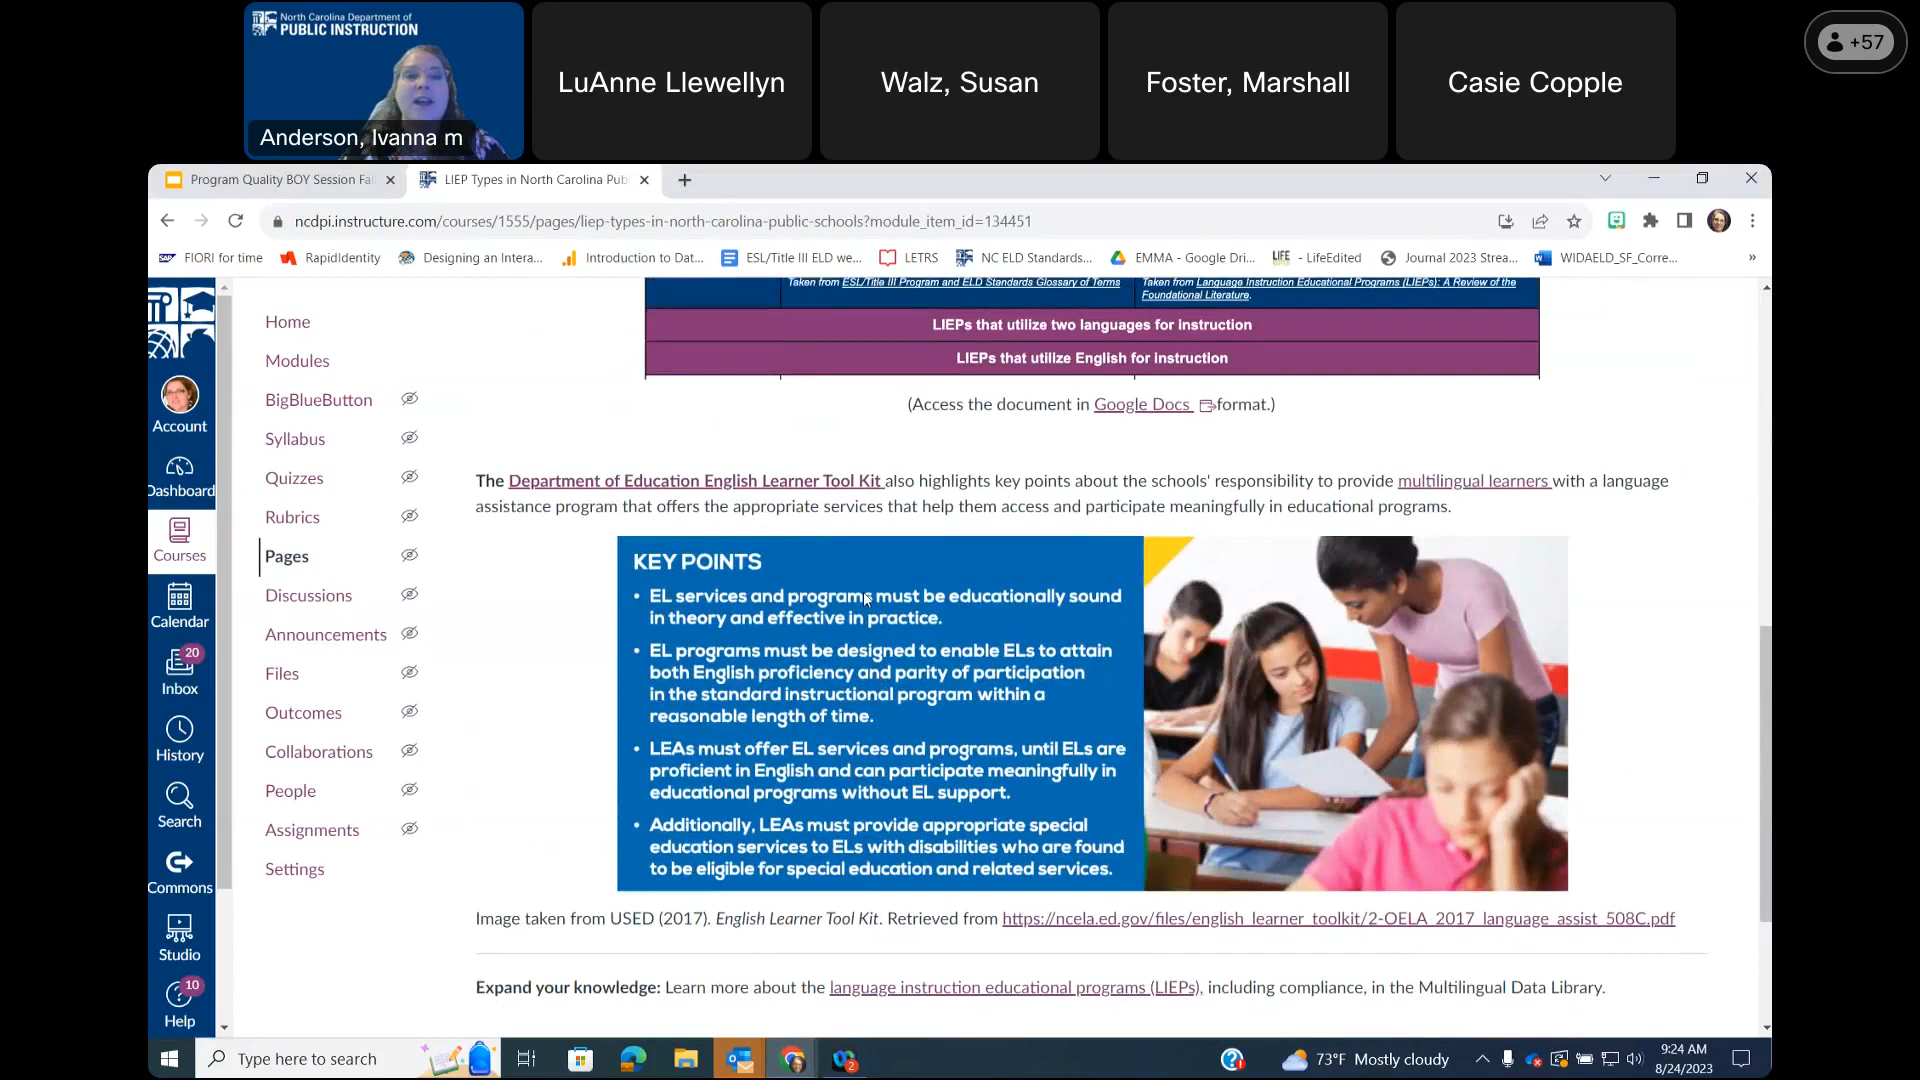 North Carolina Department of
PUBLIC INSTRUCTION
Anderson, Ivanna m
LuAnne Llewellyn
Walz, Susan
Foster, Marshall
Casie Copple
+57
Program Quality BOY Session Fal
LIEP Types in North Carolina Pub
ncdpi.instructure.com/courses/1555/pages/liep-types-in-north-carolina-public-schools?module_item_id=134451
FIORI for time
RapidIdentity
Designing an Intera...
Introduction to Dat...
ESL/Title III ELD we...
LETRS
NC ELD Standards...
EMMA - Google Dri...
LIFE - LifeEdited
Journal 2023 Strea...
WIDAELD_SF_Corre...
»
Account
Dashboard
Courses
Calendar
20
Inbox
History
Search
Commons
Studio
10
Help
Home
Modules
BigBlueButton
Syllabus
Quizzes
Rubrics
Pages
Discussions
Announcements
Files
Outcomes
Collaborations
People
Assignments
Settings
Taken from ESL/Title III Program and ELD Standards Glossary of Terms
Taken from Language Instruction Educational Programs (LIEPs): A Review of the
Foundational Literature.
LIEPs that utilize two languages for instruction
LIEPs that utilize English for instruction
(Access the document in Google Docs format.)
The Department of Education English Learner Tool Kit also highlights key points about the schools' responsibility to provide multilingual learners with a language
assistance program that offers the appropriate services that help them access and participate meaningfully in educational programs.
KEY POINTS
• EL services and programs must be educationally sound
in theory and effective in practice.
• EL programs must be designed to enable ELs to attain
both English proficiency and parity of participation
in the standard instructional program within a
reasonable length of time.
• LEAs must offer EL services and programs, until ELs are
proficient in English and can participate meaningfully in
educational programs without EL support.
• Additionally, LEAs must provide appropriate special
education services to ELs with disabilities who are found
to be eligible for special education and related services.
Image taken from USED (2017). English Learner Tool Kit. Retrieved from https://ncela.ed.gov/files/english_learner_toolkit/2-OELA_2017_language_assist_508C.pdf
Expand your knowledge: Learn more about the language instruction educational programs (LIEPs), including compliance, in the Multilingual Data Library.
Type here to search
2
73°F Mostly cloudy
9:24 AM
8/24/2023